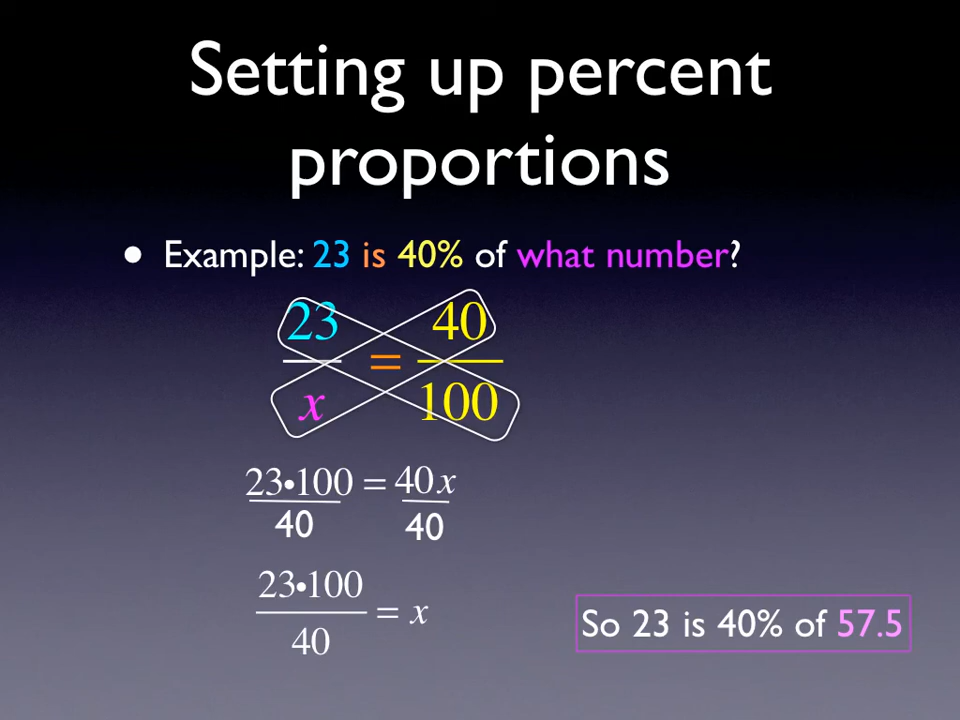 Setting up percent
proportions
• Example: 23 is 40% of what number?
23/x = 40/100
23•100 = 40x
40 40
23•100/40 = x
So 23 is 40% of 57.5